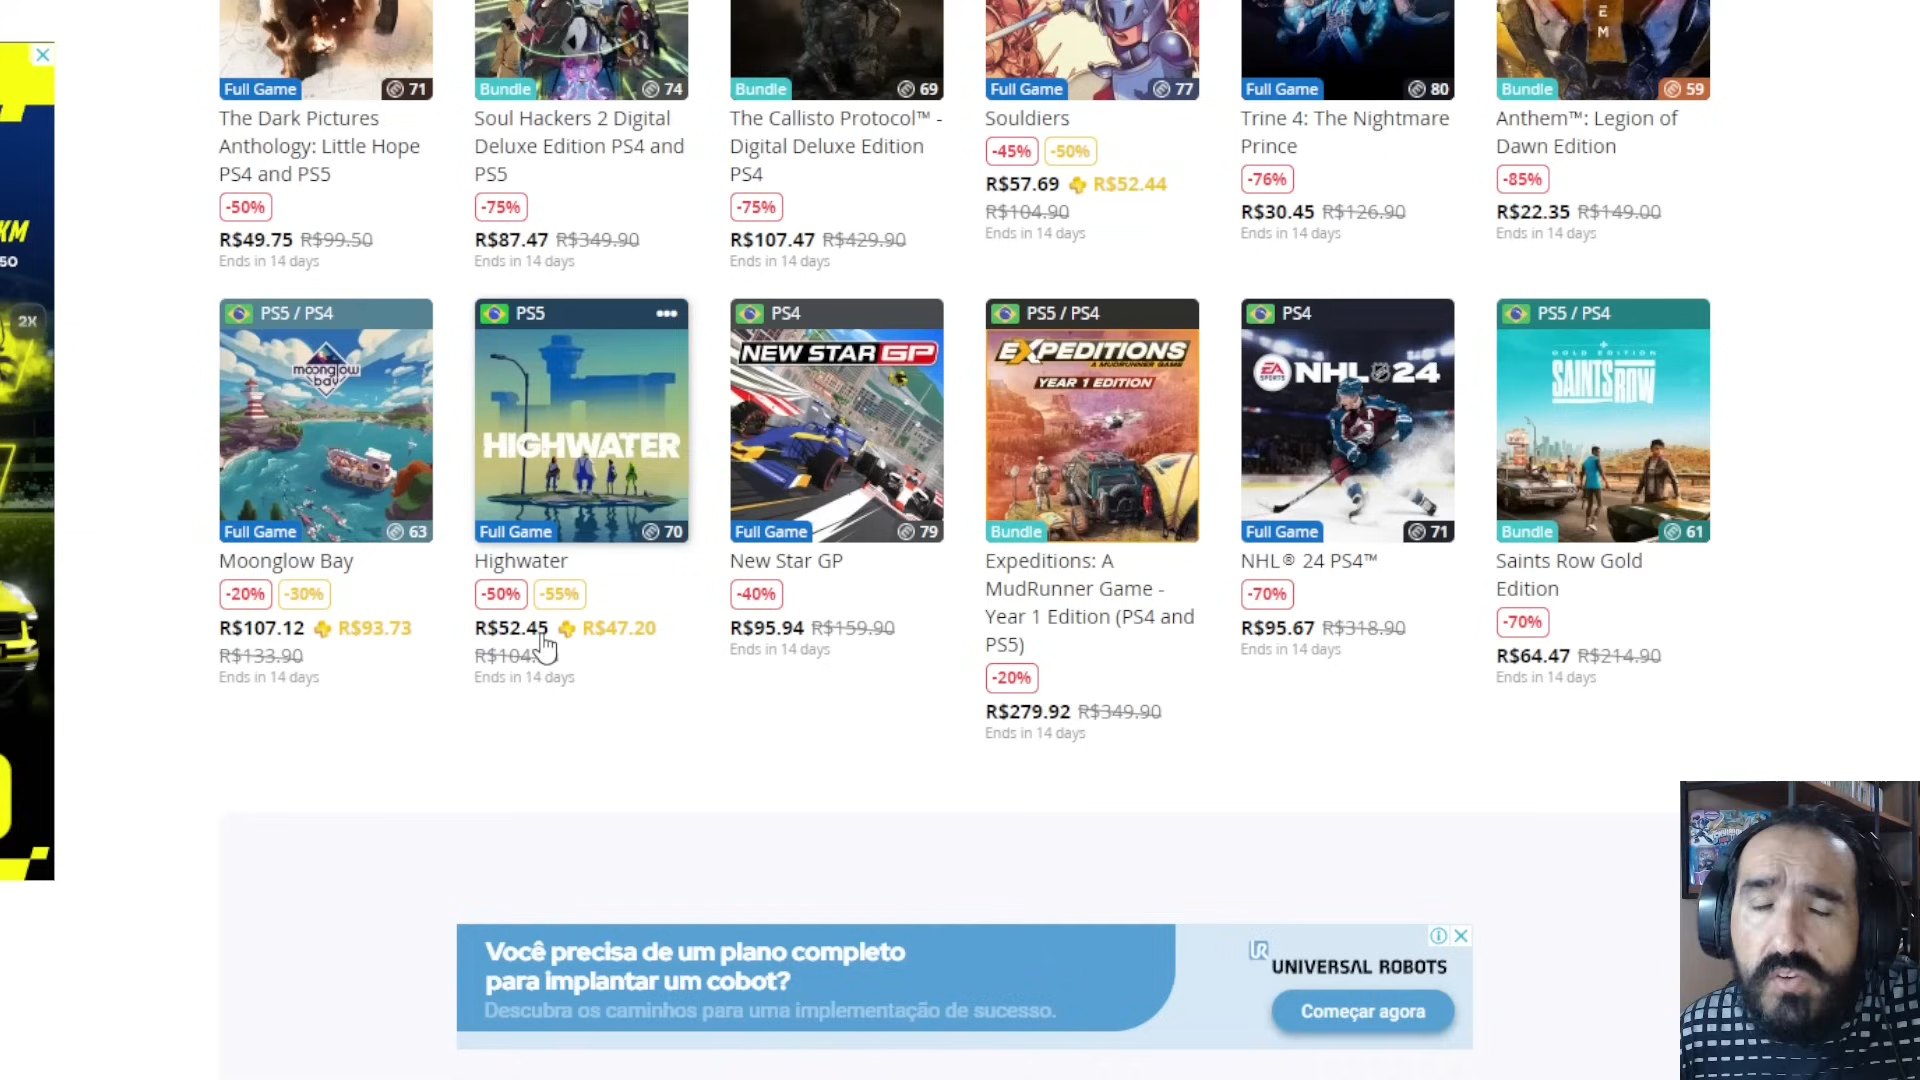 Full Game 71
Bundle 74
Bundle 69
Full Game 77
Full Game 80
E
M
Bundle 59
The Dark Pictures
Anthology: Little Hope
PS4 and PS5
-50%
R$49.75 R$99.50
Ends in 14 days
Soul Hackers 2 Digital
Deluxe Edition PS4 and
PS5
-75%
R$87.47 R$349.90
Ends in 14 days
The Callisto Protocol™ -
Digital Deluxe Edition
PS4
-75%
R$107.47 R$429.90
Ends in 14 days
Souldiers
-45% -50%
R$57.69 R$52.44
R$104.90
Ends in 14 days
Trine 4: The Nightmare
Prince
-76%
R$30.45 R$126.90
Ends in 14 days
Anthem™: Legion of
Dawn Edition
-85%
R$22.35 R$149.00
Ends in 14 days
KM
50
2X
PS5 / PS4
moonglow
bay
Full Game 63
Moonglow Bay
-20% -30%
R$107.12 R$93.73
R$133.90
Ends in 14 days
PS5
HIGHWATER
Full Game 70
Highwater
-50% -55%
R$52.45 R$47.20
R$104.
Ends in 14 days
PS4
NEW STAR GP
Full Game 79
New Star GP
-40%
R$95.94 R$159.90
Ends in 14 days
PS5 / PS4
EXPEDITIONS
A MUDRUNNER GAME
YEAR 1 EDITION
Bundle
Expeditions: A
MudRunner Game -
Year 1 Edition (PS4 and
PS5)
-20%
R$279.92 R$349.90
Ends in 14 days
PS4
EA SPORTS NHL 24
Full Game 71
NHL® 24 PS4™
-70%
R$95.67 R$318.90
Ends in 14 days
PS5 / PS4
GOLD EDITION
SAINTS ROW
Bundle 61
Saints Row Gold
Edition
-70%
R$64.47 R$214.90
Ends in 14 days
Você precisa de um plano completo
para implantar um cobot?
Descubra os caminhos para uma implementação de sucesso.
UR
UNIVERSAL ROBOTS
Começar agora